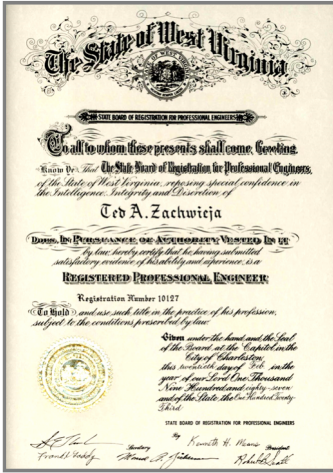 The State of West Virginia
STATE BOARD OF REGISTRATION FOR PROFESSIONAL ENGINEERS
To all to whom these presents shall come, Greeting.
Know Ye That The State Board of Registration for Professional Engineers,
of the State of West Virginia, reposing special confidence in
the Intelligence, Integrity and Discretion of
Ted A. Zachwieja
Does, In Pursuance of Authority Vested In It
by law, hereby certify that he, having submitted
satisfactory evidence of his ability and experience, is a
REGISTERED PROFESSIONAL ENGINEER
Registration Number 10127
To Hold and use such title in the practice of his profession,
subject to the conditions prescribed by law.
Given under the hand and the Seal
of the Board at the Capitol in the
City of Charleston,
this twentieth day of Feb in the
year of our Lord One Thousand
Nine Hundred and eighty-seven
and of the State the One Hundred Twenty-
Third
STATE BOARD OF REGISTRATION FOR PROFESSIONAL ENGINEERS
By
Secretary
President